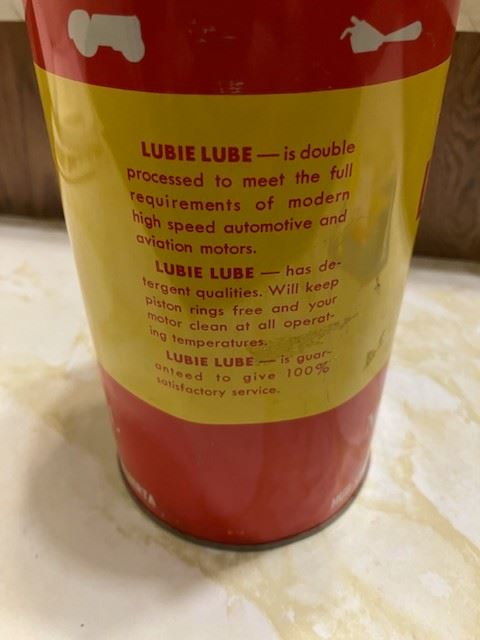 LUBIE LUBE — is double
processed to meet the full
requirements of modern
high speed automotive and
aviation motors.
LUBIE LUBE — has de-
tergent qualities. Will keep
piston rings free and your
motor clean at all operat-
ing temperatures.
LUBIE LUBE — is guar-
anteed to give 100%
satisfactory service.